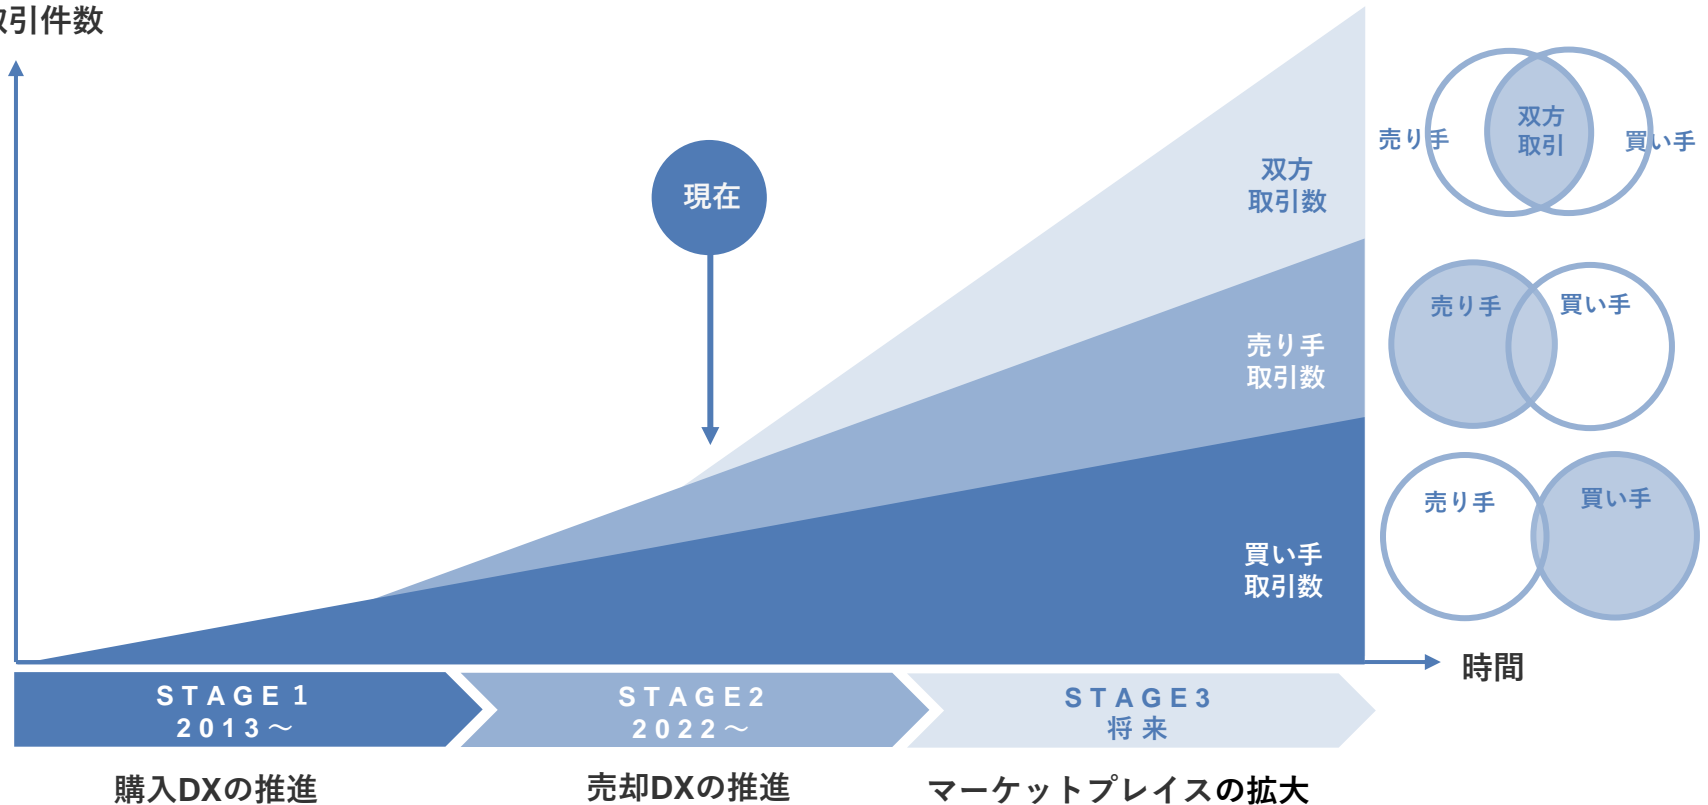 取引件数
現在
双方
取引数
売り手
取引数
買い手
取引数
売り手
双方
取引
買い手
売り手
買い手
売り手
買い手
時間
STAGE1
2013～
STAGE2
2022～
STAGE3
将来
購入DXの推進
売却DXの推進
マーケットプレイスの拡大